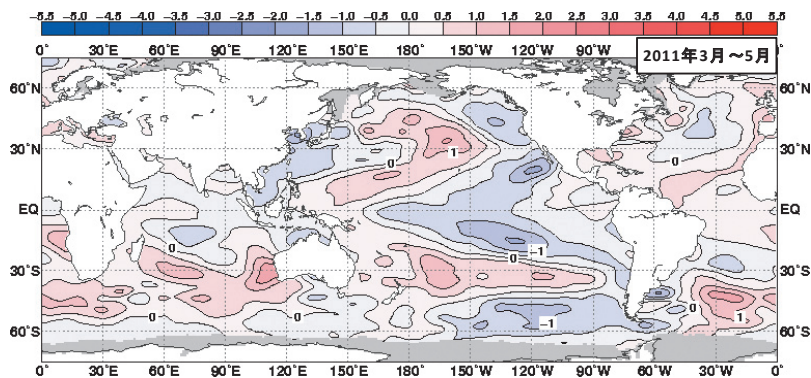 −5.5 −5.0 −4.5 −4.0 −3.5 −3.0 −2.5 −2.0 −1.5 −1.0 −0.5 0.0 0.5 1.0 1.5 2.0 2.5 3.0 3.5 4.0 4.5 5.0 5.5
0° 30°E 60°E 90°E 120°E 150°E 180° 150°W 120°W 90°W
2011年3月～5月
60°N 60°N
30°N 0 1 0 30°N
EQ EQ
0 −1
30°S 0 30°S
0 0 1
60°S −1 60°S
0° 30°E 60°E 90°E 120°E 150°E 180° 150°W 120°W 90°W 60°W 30°W 0°